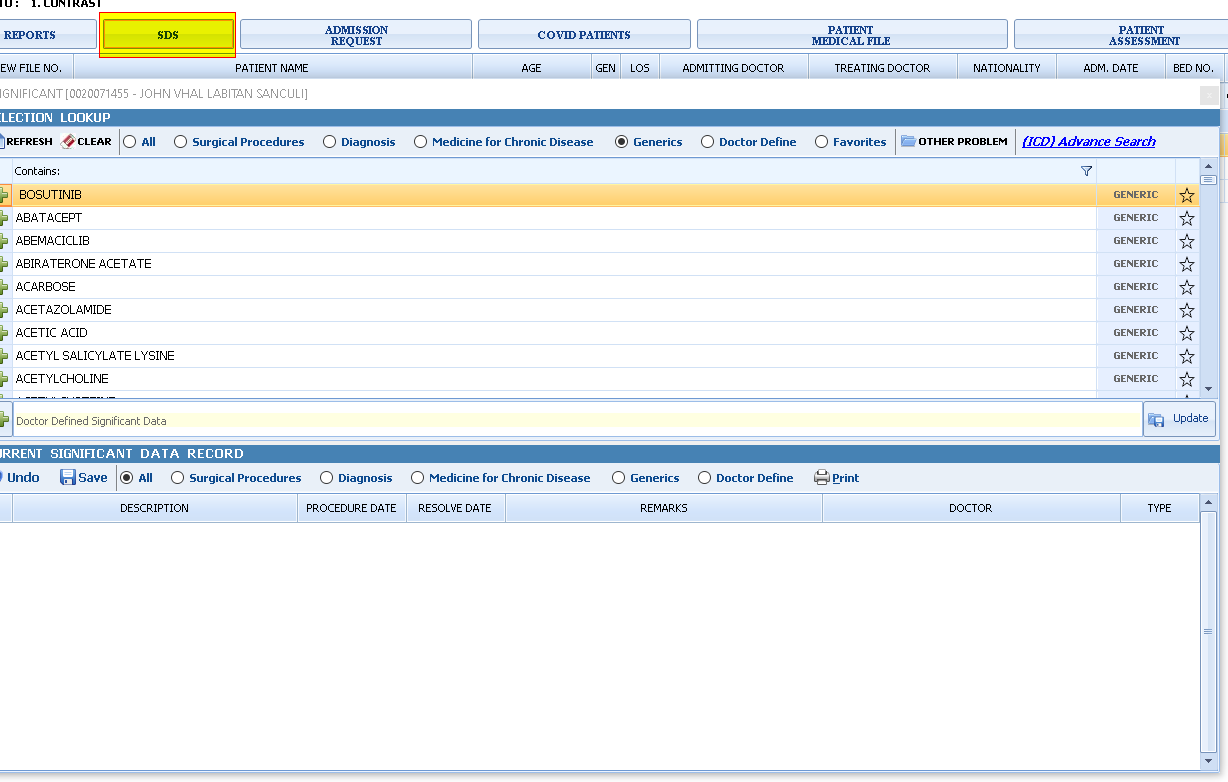 1.CONTRAST
REPORTS
SDS
ADMISSION
REQUEST
COVID PATIENTS
PATIENT
MEDICAL FILE
PATIENT
ASSESSMENT
EW FILE NO. PATIENT NAME AGE GEN LOS ADMITTING DOCTOR TREATING DOCTOR NATIONALITY ADM. DATE BED NO.
IGNIFICANT [0020071455 - JOHN VHAL LABITAN SANCULI]
LECTION LOOKUP
REFRESH CLEAR All Surgical Procedures Diagnosis Medicine for Chronic Disease Generics Doctor Define Favorites OTHER PROBLEM (ICD) Advance Search
Contains:
BOSUTINIB GENERIC
ABATACEPT GENERIC
ABEMACICLIB GENERIC
ABIRATERONE ACETATE GENERIC
ACARBOSE GENERIC
ACETAZOLAMIDE GENERIC
ACETIC ACID GENERIC
ACETYL SALICYLATE LYSINE GENERIC
ACETYLCHOLINE GENERIC
Doctor Defined Significant Data Update
URRENT SIGNIFICANT DATA RECORD
Undo Save All Surgical Procedures Diagnosis Medicine for Chronic Disease Generics Doctor Define Print
DESCRIPTION PROCEDURE DATE RESOLVE DATE REMARKS DOCTOR TYPE